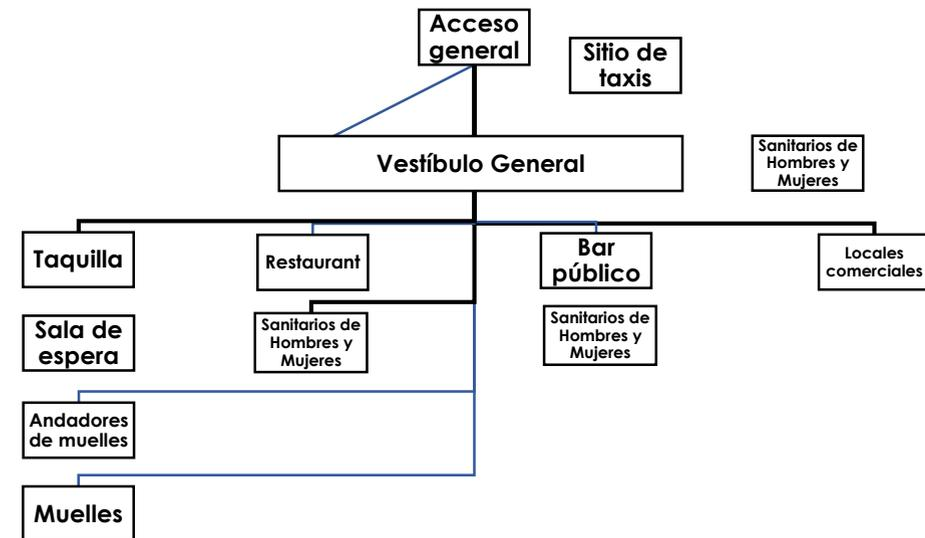 Acceso
general
Sitio de
taxis
Vestíbulo General
Sanitarios de
Hombres y
Mujeres
Taquilla
Restaurant
Bar
público
Locales
comerciales
Sala de
espera
Sanitarios de
Hombres y
Mujeres
Sanitarios de
Hombres y
Mujeres
Andadores
de muelles
Muelles